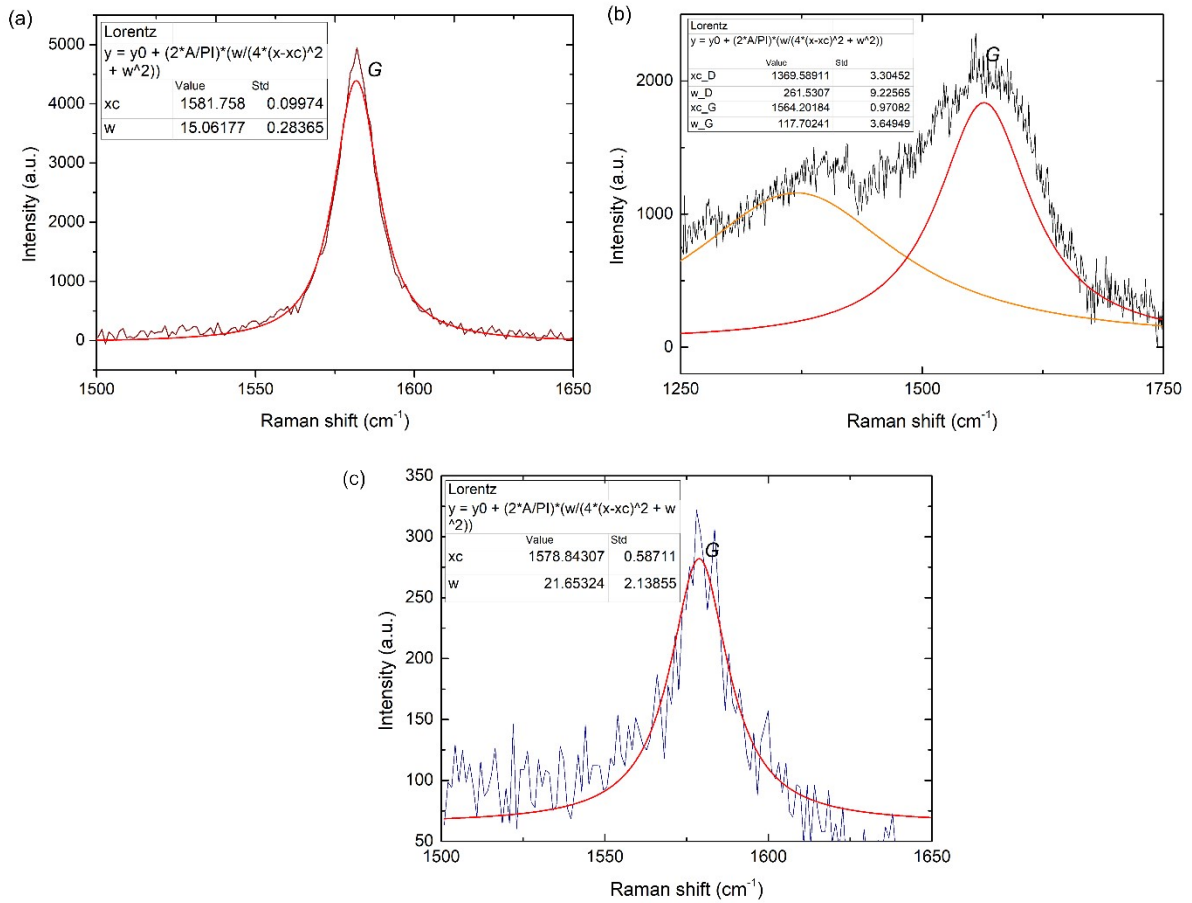 (a)
Lorentz
y = y0 + (2*A/PI)*(w/(4*(x-xc)^2
+ w^2))
Value Std
xc 1581.758 0.09974
w 15.06177 0.28365
G
5000
4000
3000
2000
1000
0
Intensity (a.u.)
1500 1550 1600 1650
Raman shift (cm-1)
(b)
Lorentz
y = y0 + (2*A/PI)*(w/(4*(x-xc)^2 + w^2))
Value Std
xc_D 1369.58911 3.30452
w_D 261.5307 9.22565
xc_G 1564.20184 0.97082
w_G 117.70241 3.64949
G
2000
1000
0
Intensity (a.u.)
1250 1500 1750
Raman shift (cm-1)
(c)
Lorentz
y = y0 + (2*A/PI)*(w/(4*(x-xc)^2 + w
^2))
Value Std
xc 1578.84307 0.58711
w 21.65324 2.13855
G
350
300
250
200
150
100
50
Intensity (a.u.)
1500 1550 1600 1650
Raman shift (cm-1)